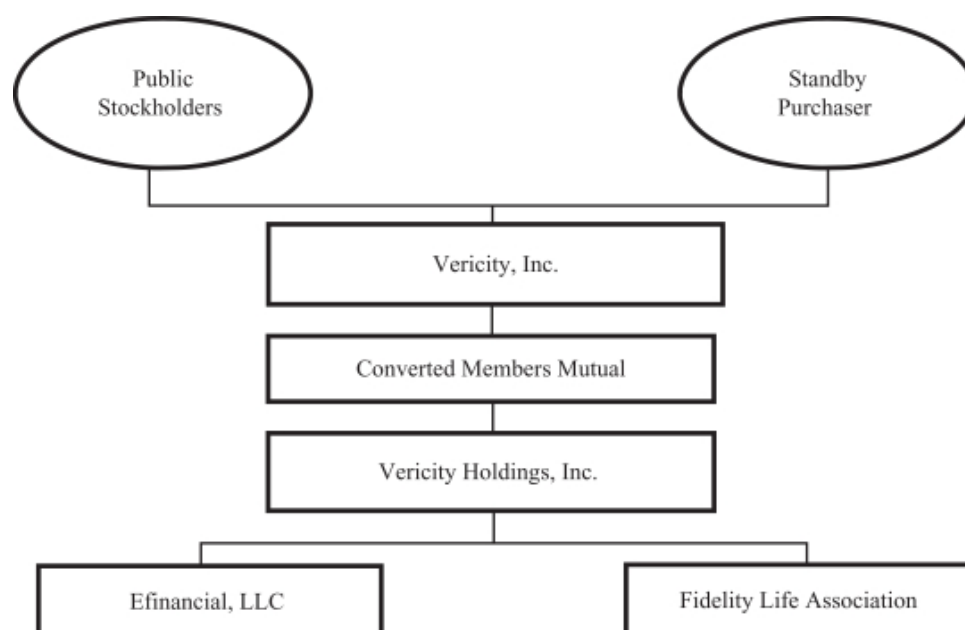 Public
Stockholders
Standby
Purchaser
Vericity, Inc.
Converted Members Mutual
Vericity Holdings, Inc.
Efinancial, LLC
Fidelity Life Association